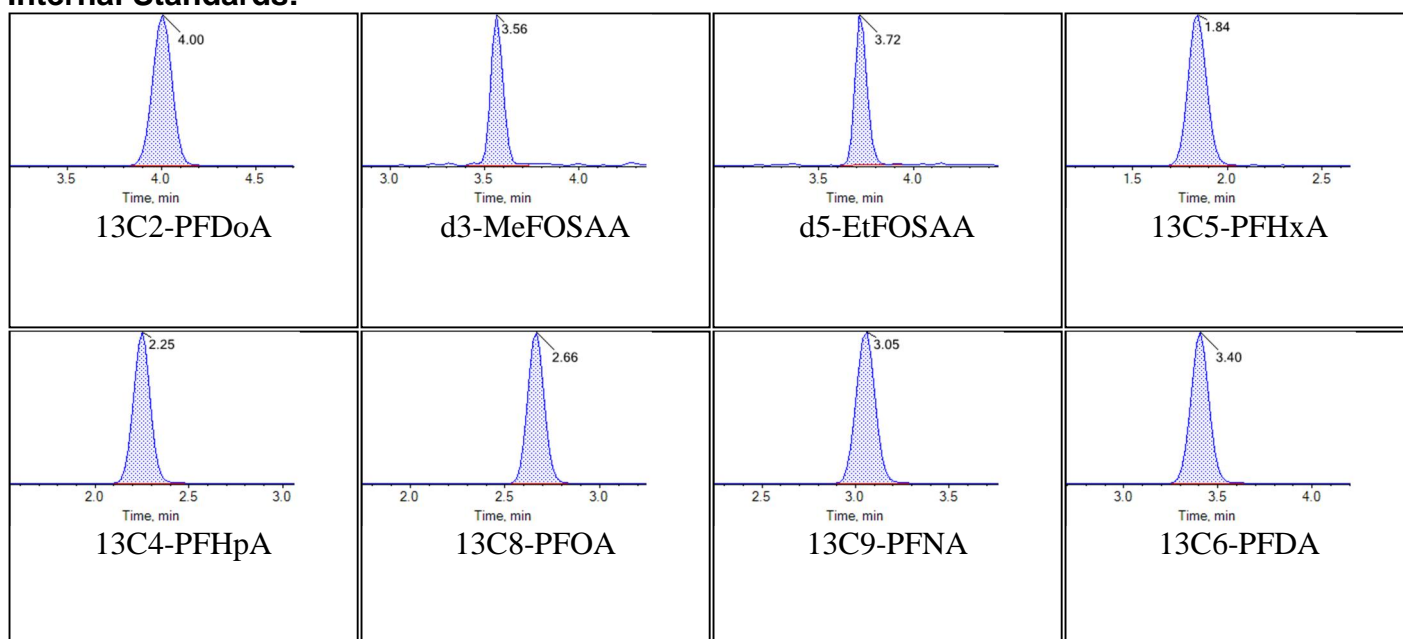 Internal Standards:
4.00
3.5 4.0 4.5
Time, min
13C2-PFDoA
3.56
3.0 3.5 4.0
Time, min
d3-MeFOSAA
3.72
3.5 4.0
Time, min
d5-EtFOSAA
1.84
1.5 2.0 2.5
Time, min
13C5-PFHxA
2.25
2.0 2.5 3.0
Time, min
13C4-PFHpA
2.66
2.0 2.5 3.0
Time, min
13C8-PFOA
3.05
2.5 3.0 3.5
Time, min
13C9-PFNA
3.40
3.0 3.5 4.0
Time, min
13C6-PFDA